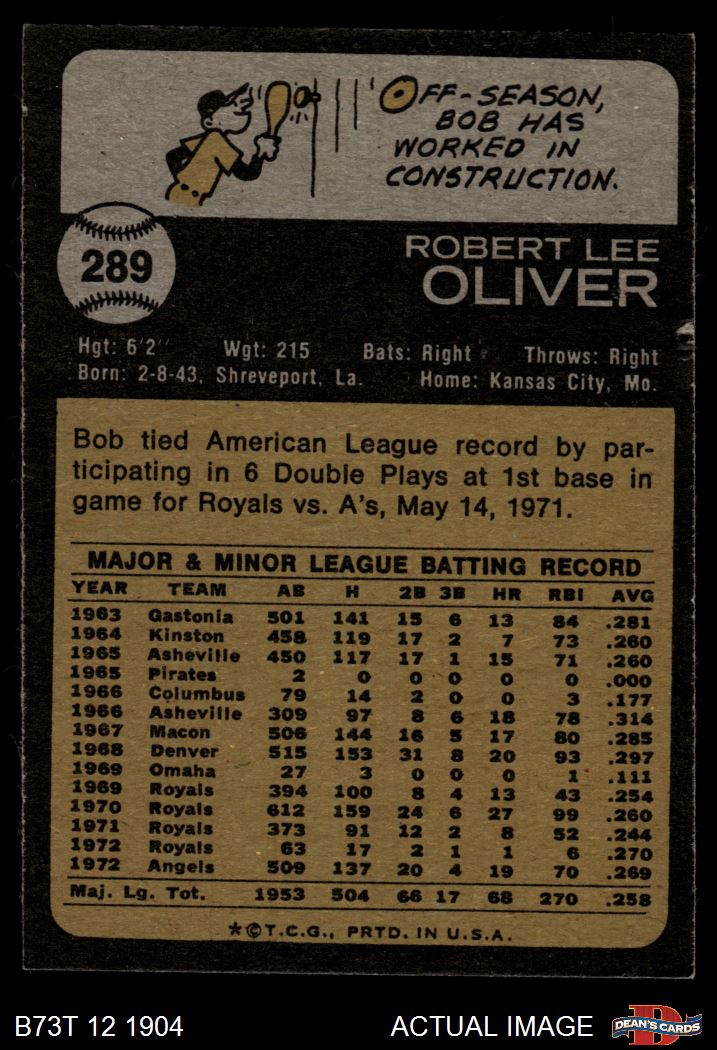 OFF-SEASON,
BOB HAS
WORKED IN
CONSTRUCTION.
289
ROBERT LEE
OLIVER
Hgt: 6'2" Wgt: 215 Bats: Right Throws: Right
Born: 2-8-43, Shreveport, La. Home: Kansas City, Mo.
Bob tied American League record by par-
ticipating in 6 Double Plays at 1st base in
game for Royals vs. A's, May 14, 1971.
MAJOR & MINOR LEAGUE BATTING RECORD
YEAR TEAM AB H 2B 3B HR RBI AVG
1963 Gastonia 501 141 15 6 13 84 .281
1964 Kinston 458 119 17 2 7 73 .260
1965 Asheville 450 117 17 1 15 71 .260
1965 Pirates 2 0 0 0 0 0 .000
1966 Columbus 79 14 2 0 0 3 .177
1966 Asheville 309 97 8 6 18 78 .314
1967 Macon 506 144 16 5 17 80 .285
1968 Denver 515 153 31 8 20 93 .297
1969 Omaha 27 3 0 0 0 1 .111
1969 Royals 394 100 8 4 13 43 .254
1970 Royals 612 159 24 6 27 99 .260
1971 Royals 373 91 12 2 8 52 .244
1972 Royals 63 17 2 1 1 6 .270
1972 Angels 509 137 20 4 19 70 .269
Maj. Lg. Tot. 1953 504 66 17 68 270 .258
*©T.C.G., PRTD. IN U.S.A.
B73T 12 1904 ACTUAL IMAGE D DEAN'S CARDS